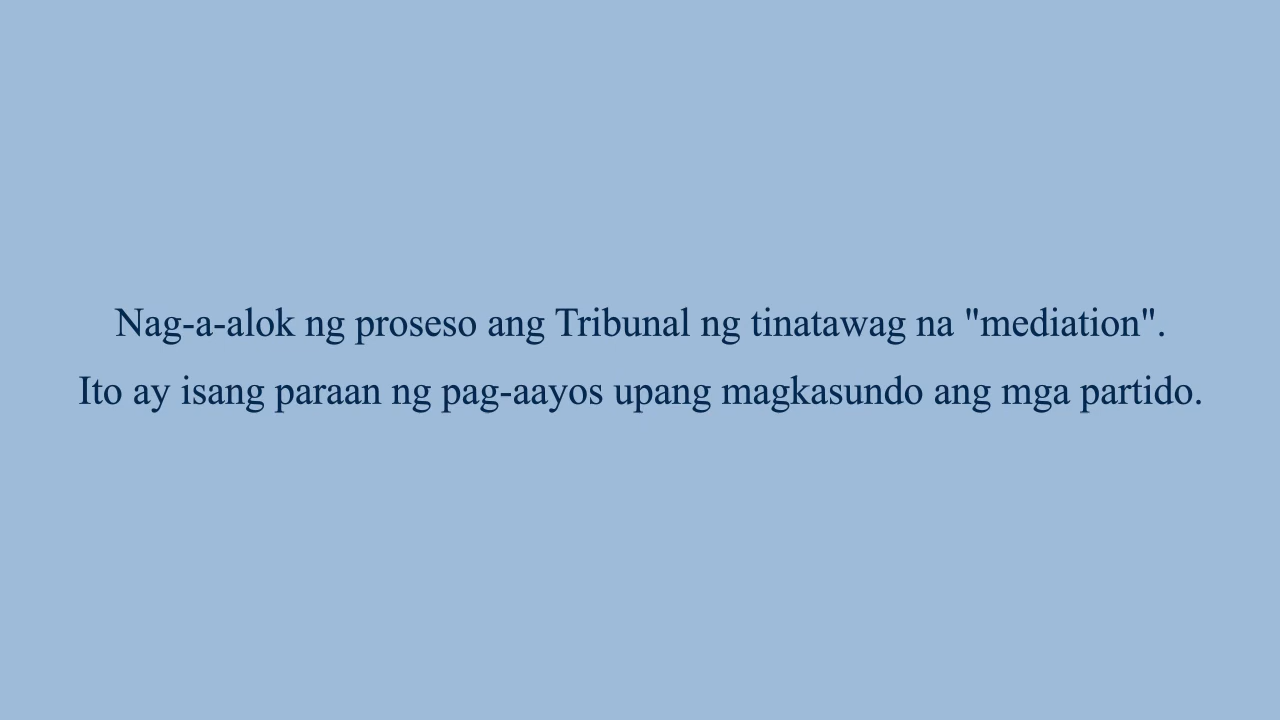 Nag-a-alok ng proseso ang Tribunal ng tinatawag na "mediation".
Ito ay isang paraan ng pag-aayos upang magkasundo ang mga partido.